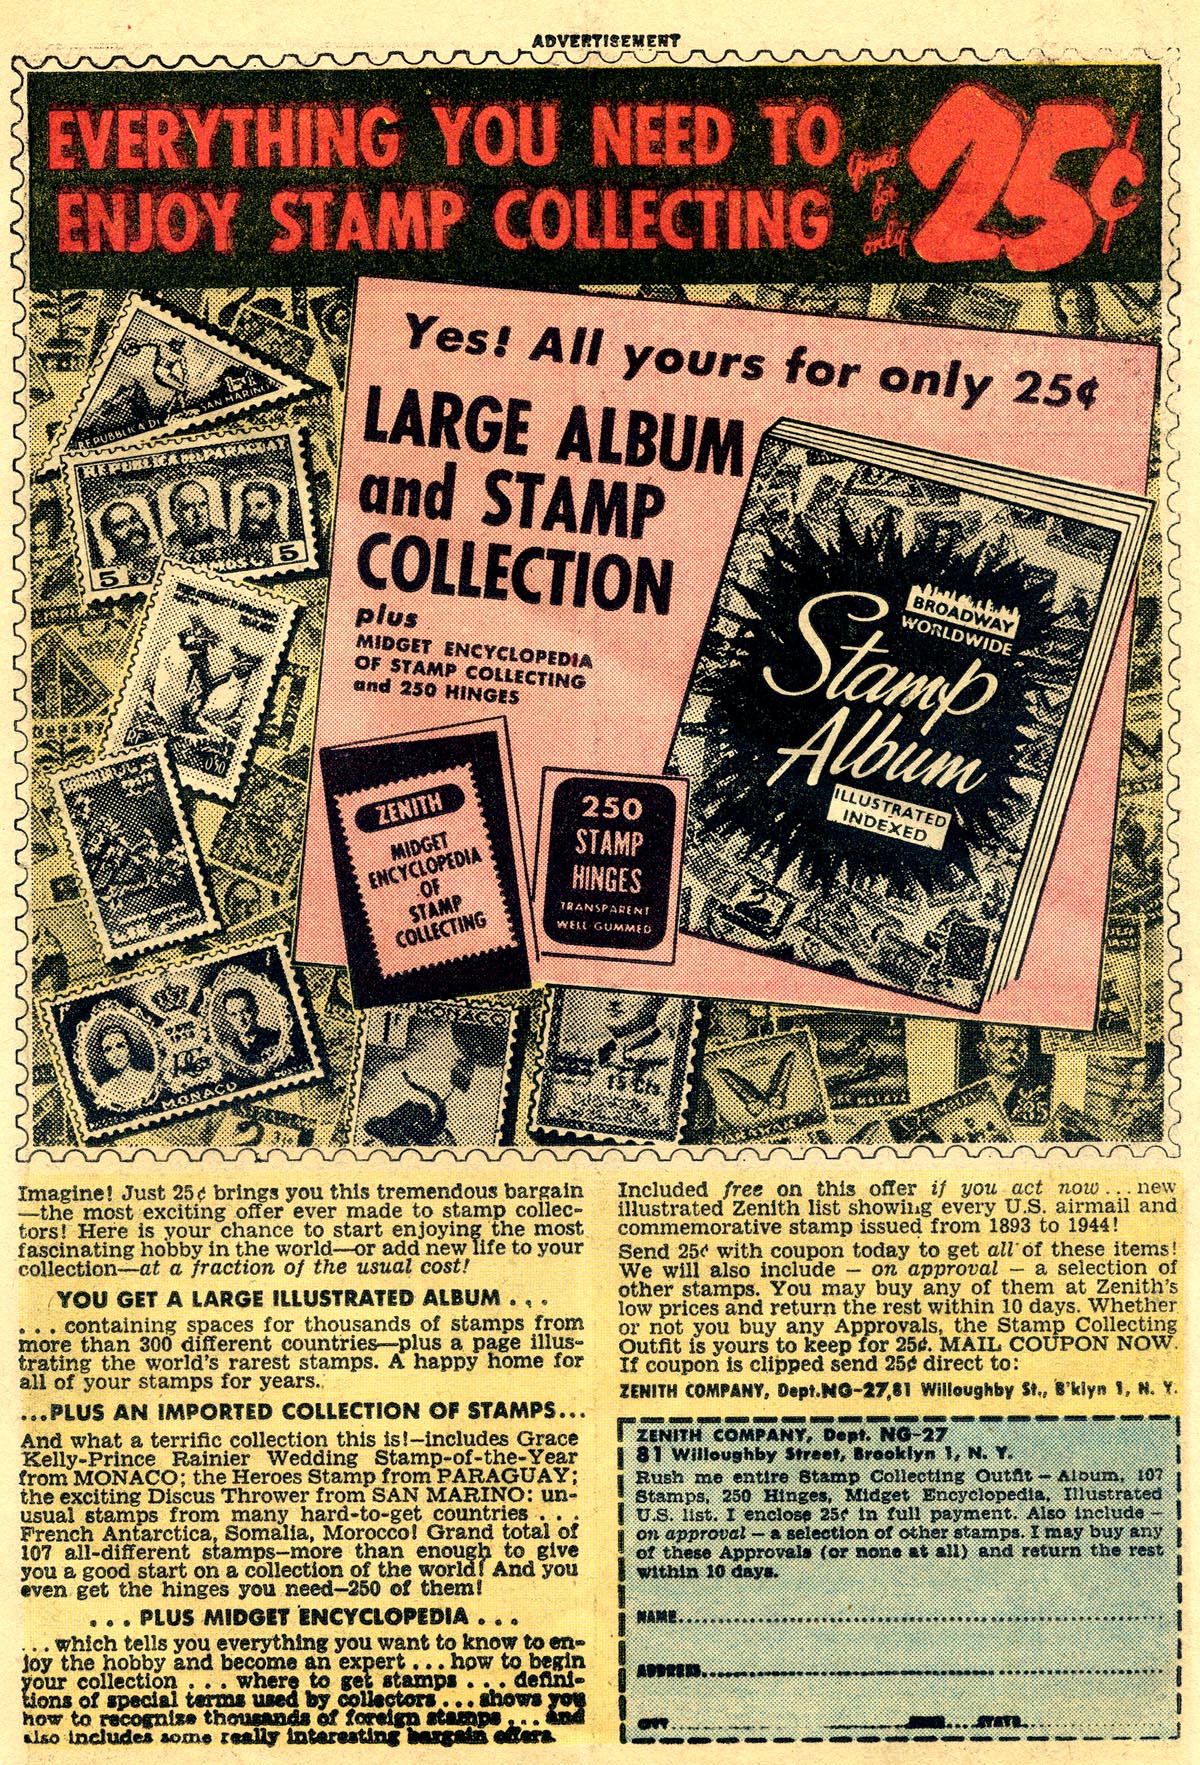 ADVERTISEMENT
EVERYTHING YOU NEED TO
ENJOY STAMP COLLECTING
yours
for
only
25¢
Yes! All yours for only 25¢
LARGE ALBUM
and STAMP
COLLECTION
plus
MIDGET ENCYCLOPEDIA
OF STAMP COLLECTING
and 250 HINGES
BROADWAY
WORLDWIDE
Stamp
Album
ILLUSTRATED
INDEXED
ZENITH
MIDGET
ENCYCLOPEDIA
OF
STAMP
COLLECTING
250
STAMP
HINGES
TRANSPARENT
WELL GUMMED
REPUBBLICA DI SAN MARINO
REPUBLICA DEL PARAGUAY
5 5
0,50
MONACO
MONACO
15 cts
Imagine! Just 25¢ brings you this tremendous bargain
—the most exciting offer ever made to stamp collec-
tors! Here is your chance to start enjoying the most
fascinating hobby in the world—or add new life to your
collection—at a fraction of the usual cost!
YOU GET A LARGE ILLUSTRATED ALBUM . . .
. . . containing spaces for thousands of stamps from
more than 300 different countries—plus a page illus-
trating the world's rarest stamps. A happy home for
all of your stamps for years.
...PLUS AN IMPORTED COLLECTION OF STAMPS...
And what a terrific collection this is!—includes Grace
Kelly-Prince Rainier Wedding Stamp-of-the-Year
from MONACO; the Heroes Stamp from PARAGUAY;
the exciting Discus Thrower from SAN MARINO; un-
usual stamps from many hard-to-get countries . . .
French Antarctica, Somalia, Morocco! Grand total of
107 all-different stamps—more than enough to give
you a good start on a collection of the world! And you
even get the hinges you need—250 of them!
. . . PLUS MIDGET ENCYCLOPEDIA . . .
. . . which tells you everything you want to know to en-
joy the hobby and become an expert . . . how to begin
your collection . . . where to get stamps . . . defini-
tions of special terms used by collectors . . . shows you
how to recognize thousands of foreign stamps . . . and
also includes some really interesting bargain offers.
Included free on this offer if you act now . . . new
illustrated Zenith list showing every U.S. airmail and
commemorative stamp issued from 1893 to 1944!
Send 25¢ with coupon today to get all of these items!
We will also include — on approval — a selection of
other stamps. You may buy any of them at Zenith's
low prices and return the rest within 10 days. Whether
or not you buy any Approvals, the Stamp Collecting
Outfit is yours to keep for 25¢. MAIL COUPON NOW.
If coupon is clipped send 25¢ direct to:
ZENITH COMPANY, Dept.NG-27,81 Willoughby St., B'klyn 1, N. Y.
ZENITH COMPANY, Dept. NG-27
81 Willoughby Street, Brooklyn 1, N. Y.
Rush me entire Stamp Collecting Outfit — Album, 107
Stamps, 250 Hinges, Midget Encyclopedia, Illustrated
U.S. list. I enclose 25¢ in full payment. Also include —
on approval — a selection of other stamps. I may buy any
of these Approvals (or none at all) and return the rest
within 10 days.
NAME
ADDRESS
CITY ZONE STATE